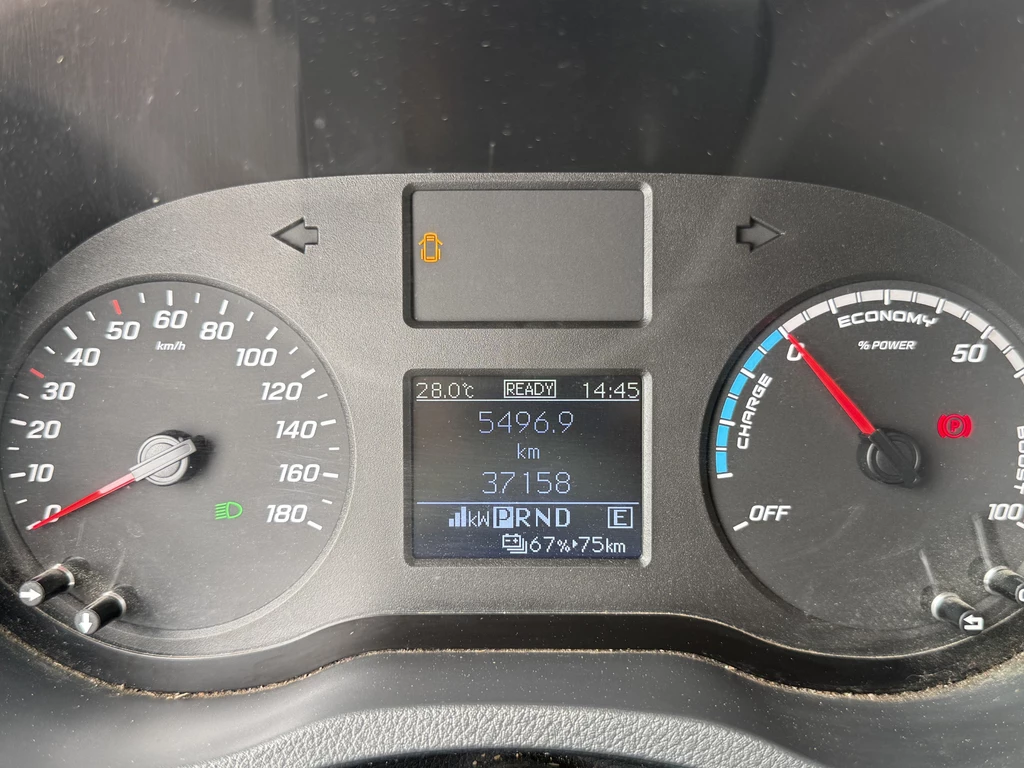 10
20
30
40
50
60
80
100
120
140
160
180
0
km/h
28.0°C READY 14:45
5496.9
km
37158
kW P R N D E
67% 75km
OFF
CHARGE
0
ECONOMY
% POWER
50
BOOST
100
P